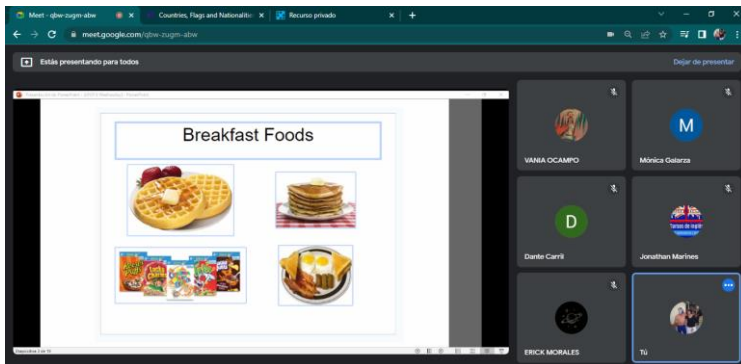 Meet - qbw-zugm-abw
Countries, Flags and Nationalitie
Recurso privado
meet.google.com/qbw-zugm-abw
Estás presentando para todos
Dejar de presentar
Breakfast Foods
VANIA OCAMPO
M
Mónica Galarza
D
Dante Carrli
Jonathan Marines
ERICK MORALES
Tú